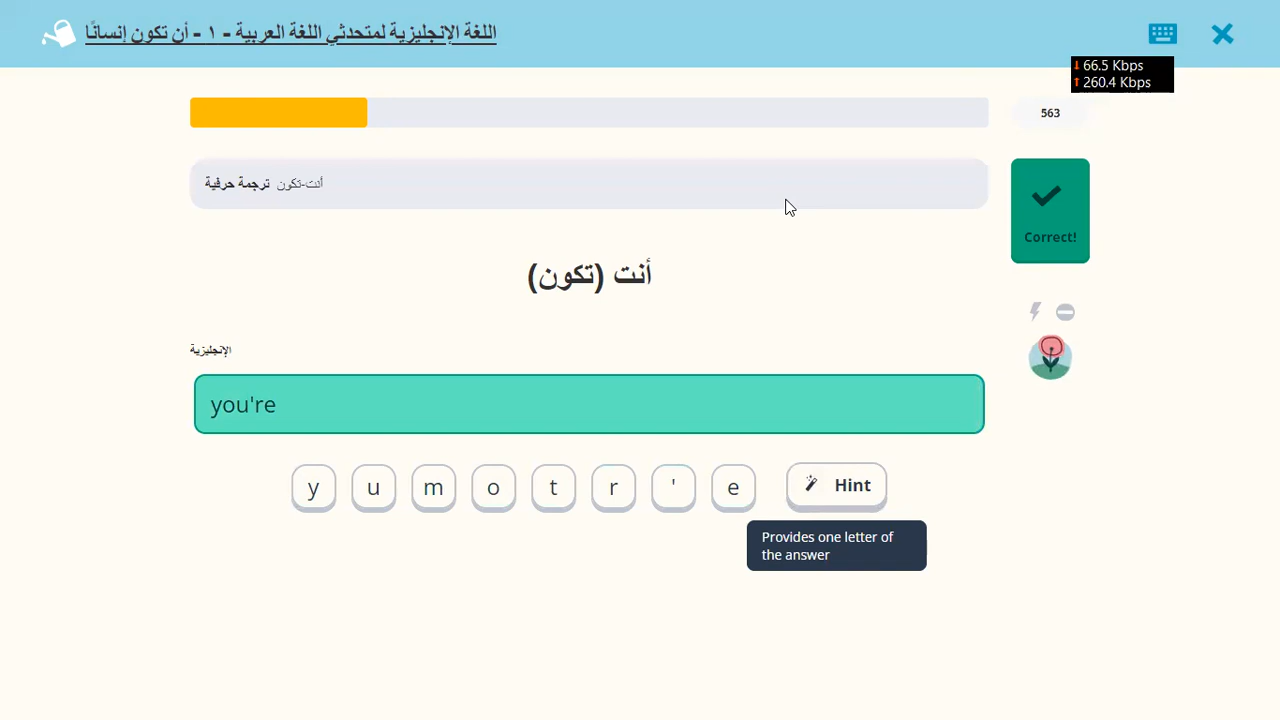 اللغة الإنجليزية لمتحدثي اللغة العربية - ١ - أن تكون إنسانًا
↓ 66.5 Kbps
↑ 260.4 Kbps
563
ترجمة حرفية أنت-تكون
Correct!
أنت (تكون)
الإنجليزية
you're
y u m o t r ' e Hint
Provides one letter of
the answer